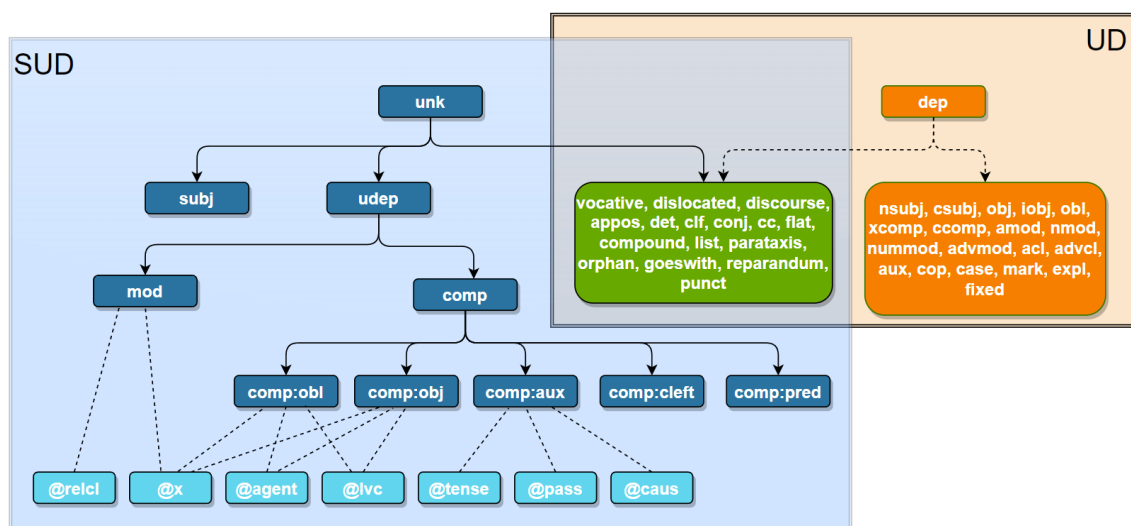 SUD
UD
unk
dep
subj
udep
vocative, dislocated, discourse,
appos, det, clf, conj, cc, flat,
compound, list, parataxis,
orphan, goeswith, reparandum,
punct
nsubj, csubj, obj, iobj, obl,
xcomp, ccomp, amod, nmod,
nummod, advmod, acl, advcl,
aux, cop, case, mark, expl,
fixed
mod
comp
comp:obl
comp:obj
comp:aux
comp:cleft
comp:pred
@relcl
@x
@agent
@lvc
@tense
@pass
@caus